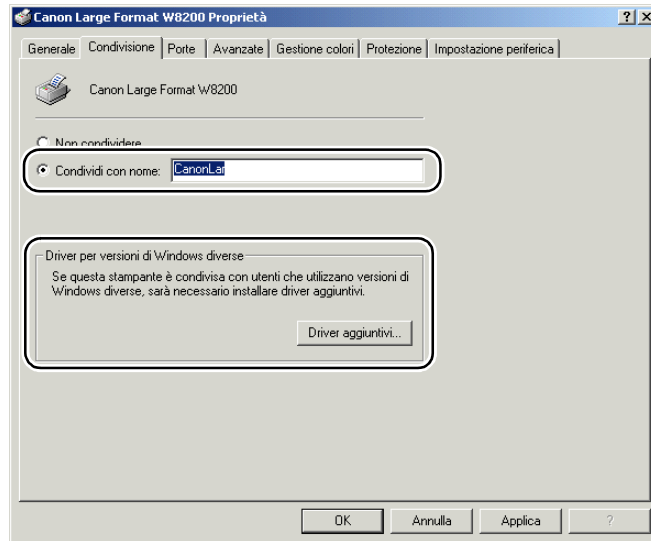 Canon Large Format W8200 Proprietà
Generale Condivisione Porte Avanzate Gestione colori Protezione Impostazione periferica
Canon Large Format W8200
Non condividere
Condividi con nome: CanonLar
Driver per versioni di Windows diverse
Se questa stampante è condivisa con utenti che utilizzano versioni di
Windows diverse, sarà necessario installare driver aggiuntivi.
Driver aggiuntivi...
OK Annulla Applica ?